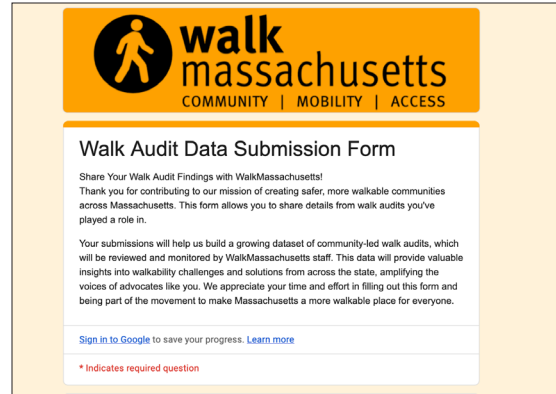 walk
massachusetts
COMMUNITY | MOBILITY | ACCESS
Walk Audit Data Submission Form
Share Your Walk Audit Findings with WalkMassachusetts!
Thank you for contributing to our mission of creating safer, more walkable communities
across Massachusetts. This form allows you to share details from walk audits you've
played a role in.
Your submissions will help us build a growing dataset of community-led walk audits, which
will be reviewed and monitored by WalkMassachusetts staff. This data will provide valuable
insights into walkability challenges and solutions from across the state, amplifying the
voices of advocates like you. We appreciate your time and effort in filling out this form and
being part of the movement to make Massachusetts a more walkable place for everyone.
Sign in to Google to save your progress. Learn more
* Indicates required question